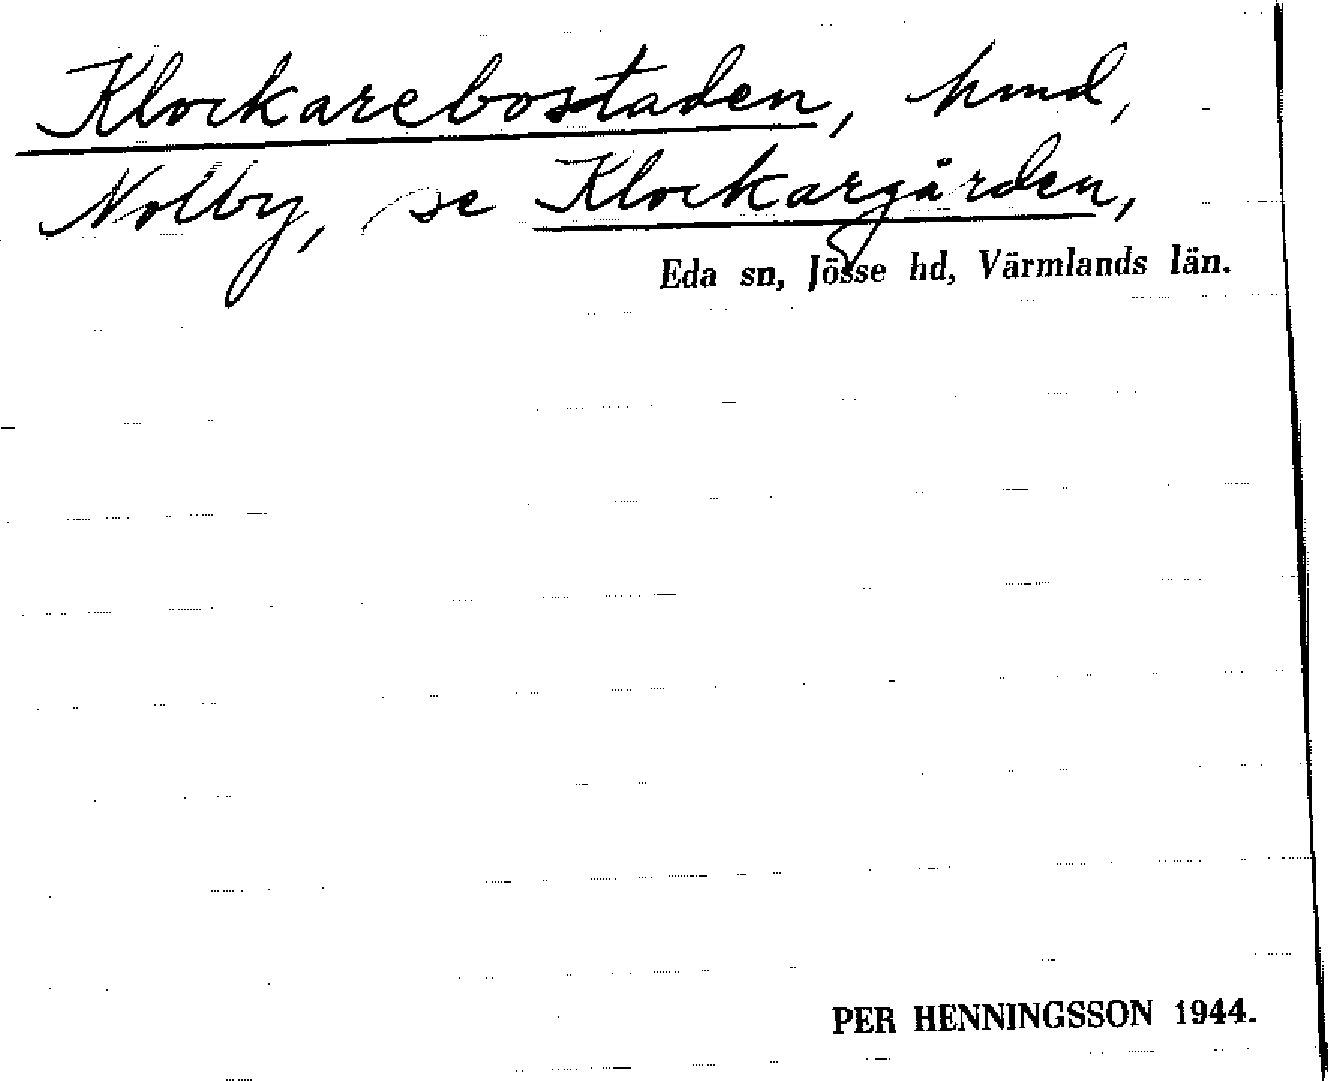 Klockarebostaden, hmd,
Nolby, se Klockargården,
Eda sn, Jösse hd, Värmlands län.
PER HENNINGSSON 1944.